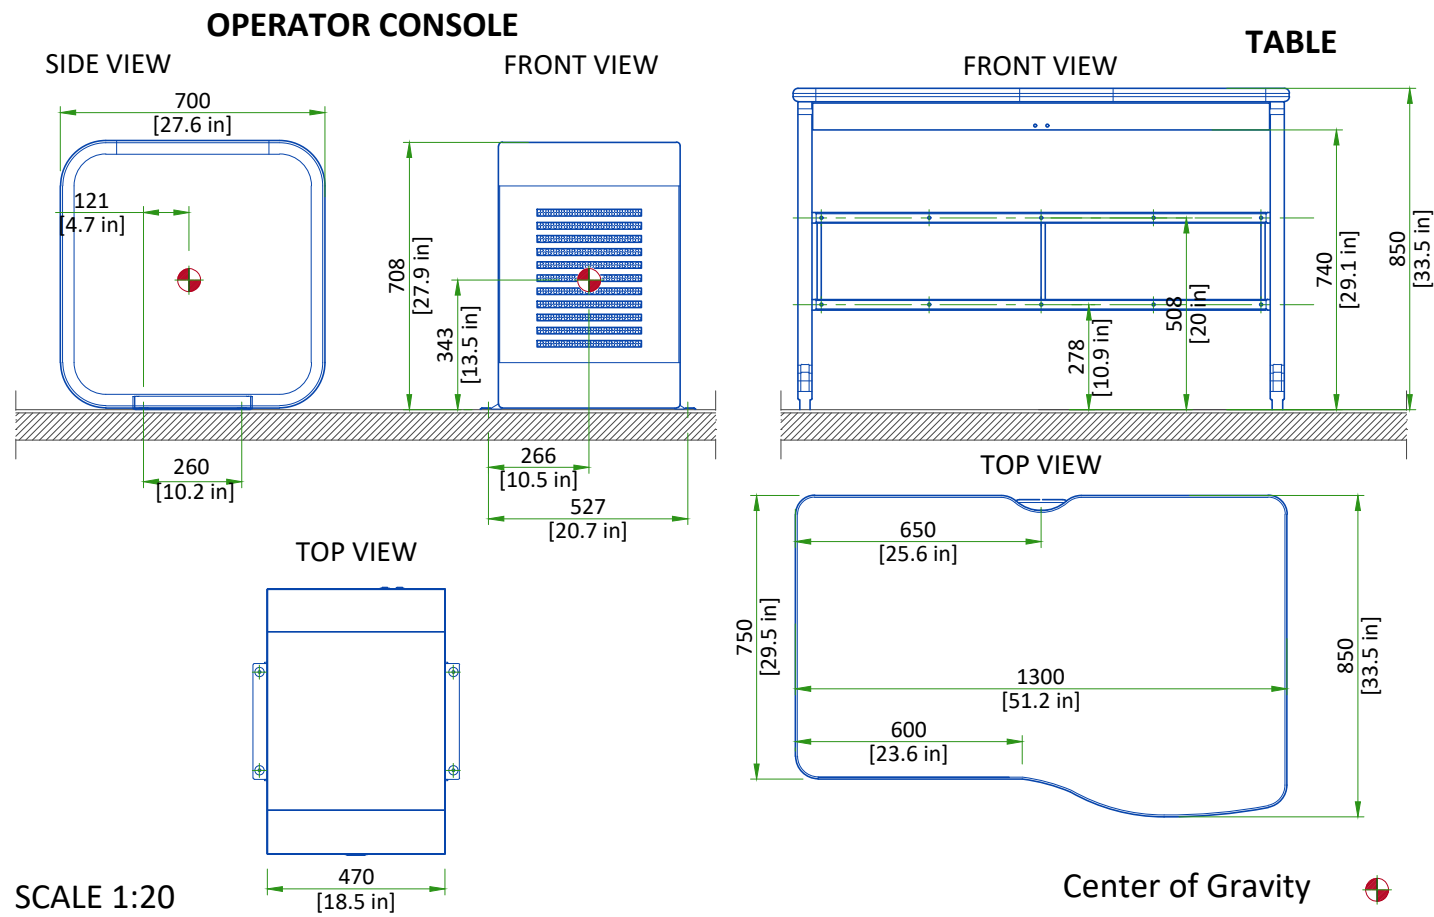 OPERATOR CONSOLE
SIDE VIEW
FRONT VIEW
700
[27.6 in]
121
[4.7 in]
708
[27.9 in]
343
[13.5 in]
260
[10.2 in]
266
[10.5 in]
527
[20.7 in]
TOP VIEW
470
[18.5 in]
SCALE 1:20
TABLE
FRONT VIEW
850
[33.5 in]
740
[29.1 in]
508
[20 in]
278
[10.9 in]
TOP VIEW
650
[25.6 in]
750
[29.5 in]
850
[33.5 in]
1300
[51.2 in]
600
[23.6 in]
Center of Gravity